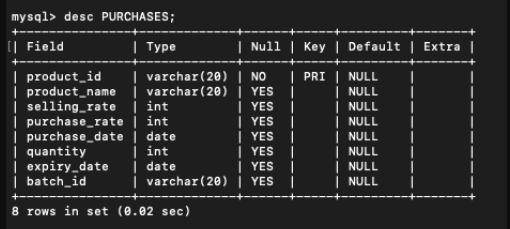 mysql> desc PURCHASES;
+---------------+-------------+------+-----+---------+-------+
| Field         | Type        | Null | Key | Default | Extra |
+---------------+-------------+------+-----+---------+-------+
| product_id    | varchar(20) | NO   | PRI | NULL    |       |
| product_name  | varchar(20) | YES  |     | NULL    |       |
| selling_rate  | int         | YES  |     | NULL    |       |
| purchase_rate | int         | YES  |     | NULL    |       |
| purchase_date | date        | YES  |     | NULL    |       |
| quantity      | int         | YES  |     | NULL    |       |
| expiry_date   | date        | YES  |     | NULL    |       |
| batch_id      | varchar(20) | YES  |     | NULL    |       |
+---------------+-------------+------+-----+---------+-------+
8 rows in set (0.02 sec)